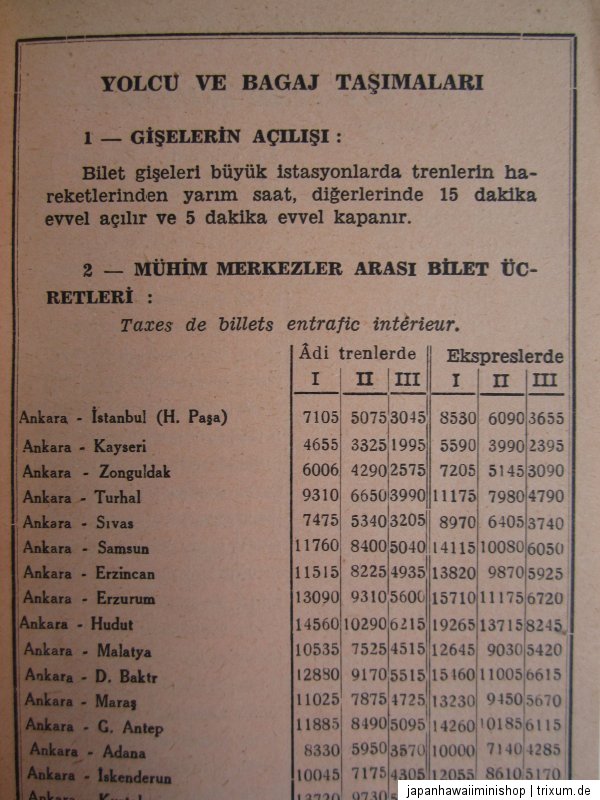 YOLCU VE BAGAJ TAŞIMALARI
1 — GİŞELERİN AÇILIŞI :
Bilet gişeleri büyük istasyonlarda trenlerin ha-
reketlerinden yarım saat, diğerlerinde 15 dakika
evvel açılır ve 5 dakika evvel kapanır.
2 — MÜHİM MERKEZLER ARASI BİLET ÜC-
RETLERİ :
Taxes de billets entrafic intérieur.
Âdi trenlerde Ekspreslerde
I II III I II III
Ankara - İstanbul (H. Paşa) 7105 5075 3045 8530 6090 3655
Ankara - Kayseri 4655 3325 1995 5590 3990 2395
Ankara - Zonguldak 6006 4290 2575 7205 5145 3090
Ankara - Turhal 9310 6650 3990 11175 7980 4790
Ankara - Sıvas 7475 5340 3205 8970 6405 3740
Ankara - Samsun 11760 8400 5040 14115 10080 6050
Ankara - Erzincan 11515 8225 4935 13820 9870 5925
Ankara - Erzurum 13090 9310 5600 15710 11175 6720
Ankara - Hudut 14560 10290 6215 19265 13715 8245
Ankara - Malatya 10535 7525 4515 12645 9030 5420
Ankara - D. Baktr 12880 9170 5515 15460 11005 6615
Ankara - Maraş 11025 7875 4725 13230 9450 5670
Ankara - G. Antep 11885 8490 5095 14260 10185 6115
Ankara - Adana 8330 5950 3570 10000 7140 4285
Ankara - İskenderun 10045 7175 4305 12055 8610 5170
japanhawaiiminishop | trixum.de